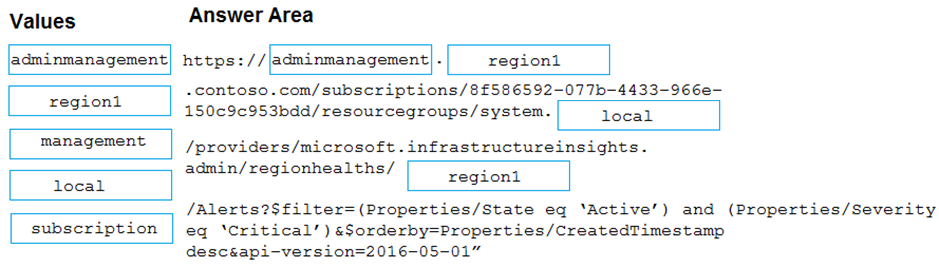 Values
Answer Area
adminmanagement
region1
management
local
subscription
https:// adminmanagement . region1
.contoso.com/subscriptions/8f586592-077b-4433-966e-
150c9c953bdd/resourcegroups/system. local
/providers/microsoft.infrastructureinsights.
admin/regionhealths/ region1
/Alerts?$filter=(Properties/State eq ‘Active’) and (Properties/Severity
eq ‘Critical’)&$orderby=Properties/CreatedTimestamp
desc&api-version=2016-05-01”